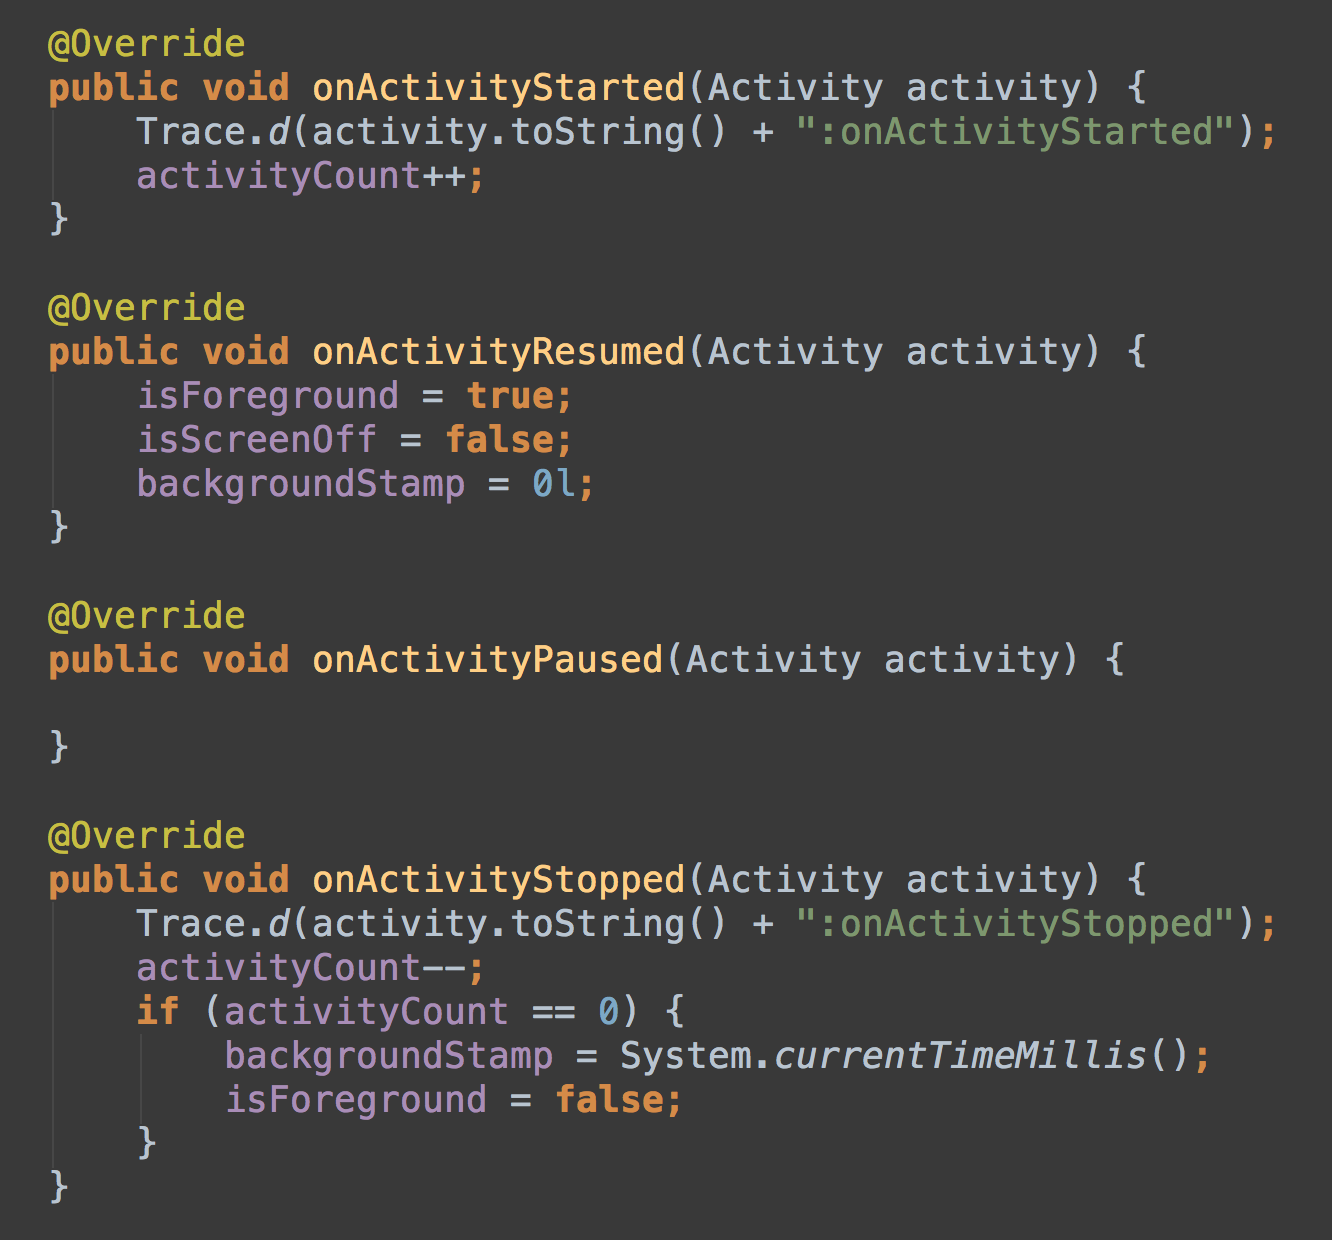 @Override
public void onActivityStarted(Activity activity) {
    Trace.d(activity.toString() + ":onActivityStarted");
    activityCount++;
}

@Override
public void onActivityResumed(Activity activity) {
    isForeground = true;
    isScreenOff = false;
    backgroundStamp = 0l;
}

@Override
public void onActivityPaused(Activity activity) {

}

@Override
public void onActivityStopped(Activity activity) {
    Trace.d(activity.toString() + ":onActivityStopped");
    activityCount--;
    if (activityCount == 0) {
        backgroundStamp = System.currentTimeMillis();
        isForeground = false;
    }
}